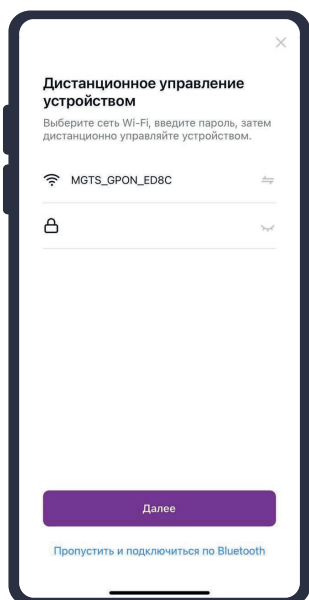 Дистанционное управление
устройством
Выберите сеть Wi-Fi, введите пароль, затем
дистанционно управляйте устройством.
MGTS_GPON_ED8C
Далее
Пропустить и подключиться по Bluetooth